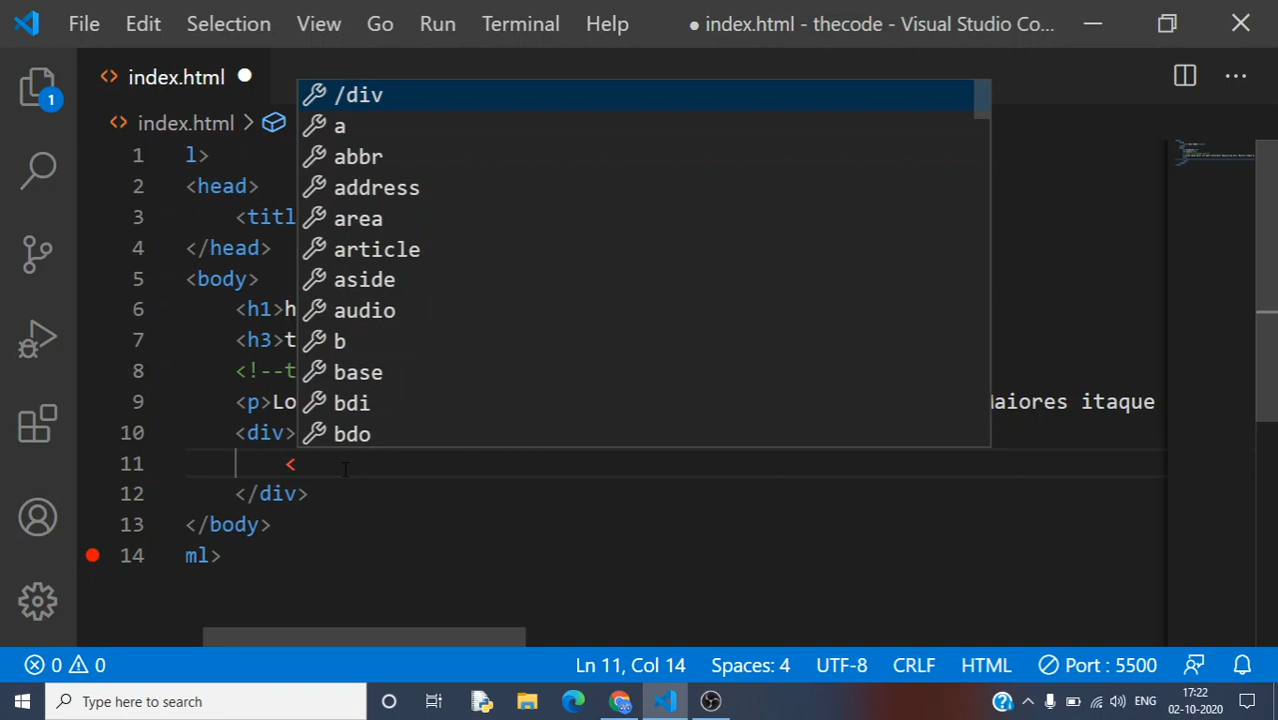 File Edit Selection View Go Run Terminal Help ● index.html - thecode - Visual Studio Co...
index.html
1
index.html >
1 l>
2 <head>
3 <titl
4 </head>
5 <body>
6 <h1>h
7 <h3>t
8 <!--t
9 <p>Lo Maiores itaque
10 <div>
11 <
12 </div>
13 </body>
14 ml>
/div
a
abbr
address
area
article
aside
audio
b
base
bdi
bdo
0 0 Ln 11, Col 14 Spaces: 4 UTF-8 CRLF HTML Port : 5500
Type here to search ENG 17:22
02-10-2020